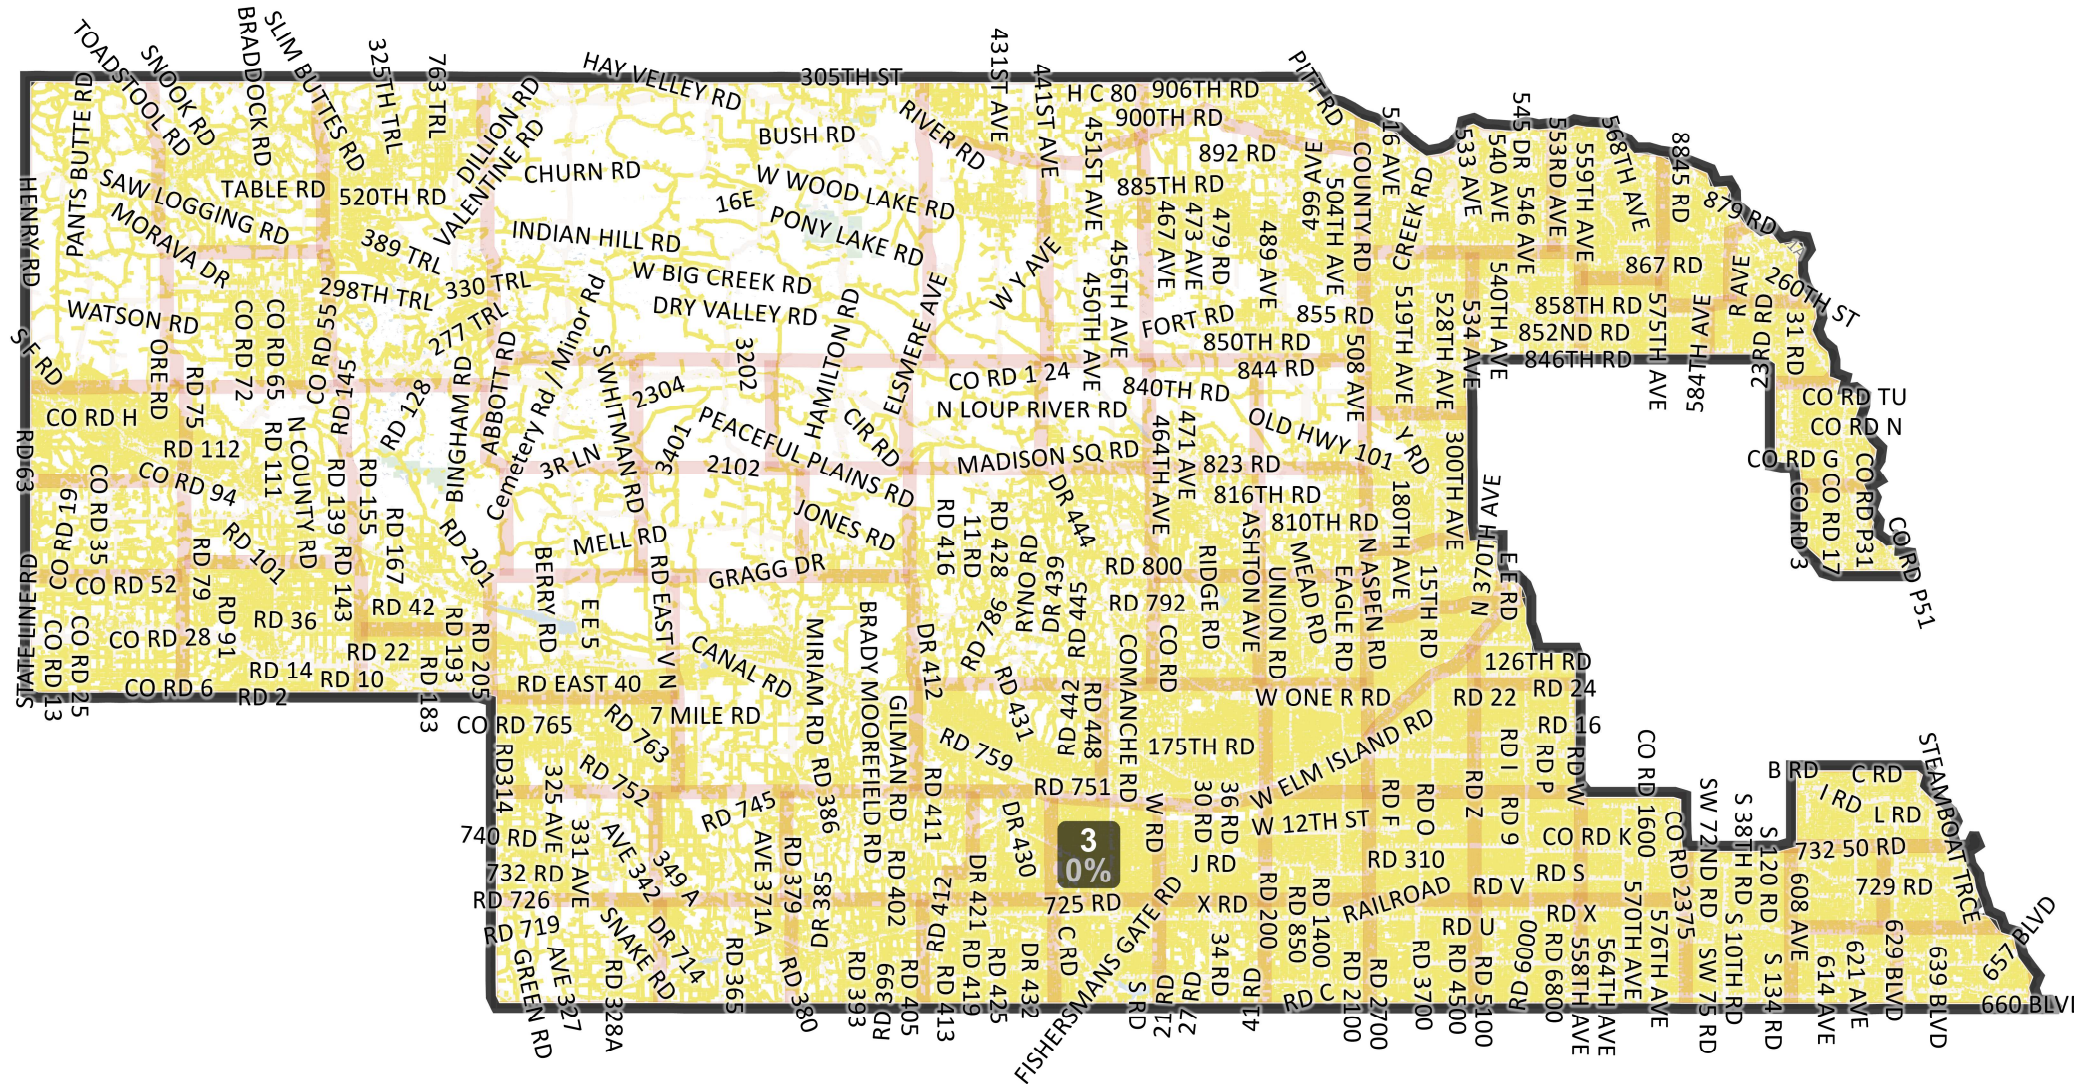 TOADSTOOL RD
SNOOK RD
BRADDOCK RD
SLIM BUTTES RD
325TH TRL
763 TRL
HAY VELLEY RD
305TH ST
431ST AVE
441ST AVE
H C 80
906TH RD
900TH RD
PITT RD
PANTS BUTTE RD
DILLION RD
VALENTINE RD
BUSH RD
RIVER RD
451ST AVE
892 RD
516 AVE
533 AVE
545 DR
540 AVE
553RD AVE
559TH AVE
568TH AVE
8845 RD
879 RD
HENRY RD
SAW LOGGING RD
TABLE RD
520TH RD
CHURN RD
W WOOD LAKE RD
16E
PONY LAKE RD
885TH RD
499 AVE
504TH AVE
COUNTY RD
CREEK RD
546 AVE
MORAVA DR
389 TRL
INDIAN HILL RD
467 AVE
473 AVE
479 RD
489 AVE
867 RD
R AVE
260TH ST
298TH TRL
330 TRL
W BIG CREEK RD
W Y AVE
456TH AVE
450TH AVE
WATSON RD
277 TRL
Cemetery Rd / Minor Rd
DRY VALLEY RD
HAMILTON RD
ELSMERE AVE
FORT RD
855 RD
519TH AVE
528TH AVE
534 AVE
540TH AVE
858TH RD
852ND RD
846TH RD
575TH AVE
584TH AVE
23RD RD
31 RD
S F RD
ORE RD
RD 75
CO RD 72
CO RD 65
CO RD 55
RD 145
RD 128
BINGHAM RD
ABBOTT RD
S WHITMAN RD
2304
3202
CO RD 1 24
850TH RD
844 RD
840TH RD
508 AVE
CO RD TU
CO RD N
CO RD H
N LOUP RIVER RD
CIR RD
PEACEFUL PLAINS RD
OLD HWY 101
RD 63
RD 112
RD 111
N COUNTY RD
3R LN
3401
2102
MADISON SQ RD
464TH AVE
471 AVE
823 RD
Y RD
300TH AVE
H AVE
CO RD G
CO RD P31
CO RD 94
CO RD 19
CO RD 35
RD 139
RD 155
816TH RD
180TH AVE
CO RD 3
CO RD 17
CO RD P51
RD 101
RD 167
RD 201
MELL RD
JONES RD
RD 416
11 RD
RD 428
DR 444
ASHTON AVE
810TH RD
N 370TH
E E RD
STATELINE RD
CO RD 52
RD 79
RD 143
BERRY RD
RD EAST V N
GRAGG DR
RYNO RD
DR 439
RD 445
RD 800
RIDGE RD
UNION RD
MEAD RD
EAGLE RD
N ASPEN RD
15TH RD
RD 91
RD 36
RD 42
E E 5
RD 792
CO RD 13
CO RD 25
CO RD 28
RD 14
RD 22
RD 193
RD 205
CANAL RD
MIRIAM RD
BRADY MOOREFIELD RD
DR 412
RD 786
CO RD
COMANCHE RD
126TH RD
CO RD 6
RD 2
RD 10
RD 183
RD EAST 40
GILMAN RD
RD 431
RD 442
RD 448
W ONE R RD
RD 22
RD 24
CO RD 765
RD 763
7 MILE RD
RD 759
175TH RD
RD 16
CO RD 1600
STEAMBOAT TRCE
RD314
RD 752
RD 386
RD 411
RD 751
W ELM ISLAND RD
RD I
RD P
RD W
B RD
C RD
325 AVE
RD 745
W RD
30 RD
36 RD
RD F
RD O
RD Z
RD 9
SW 72ND RD
S 38TH RD
I RD
L RD
740 RD
331 AVE
AVE 342
349 A
AVE 371A
RD 379
DR 385
RD 402
DR 430
3
0%
W 12TH ST
J RD
RD 310
CO RD K
CO RD 2375
S 120 RD
732 50 RD
732 RD
RD S
729 RD
RD 726
RD 412
DR 421
725 RD
X RD
RD 200
RD 850
RD 1400
RAILROAD
RD V
RD X
570TH AVE
576TH AVE
608 AVE
RD 719
SNAKE RD
DR 714
RD 365
C RD
FISHERSMANS GATE RD
34 RD
RD U
S 10TH RD
629 BLVD
657 BLVD
GREEN RD
AVE 327
RD 328A
RD 380
RD 393
RD 399
RD 405
RD 413
RD 419
RD 425
DR 432
S RD
21RD
27 RD
41 RD
RD C
RD 2100
RD 2700
RD 3700
RD 4500
RD 5100
RD 6000
RD 6800
558TH AVE
564TH AVE
SW 75 RD
S 134 RD
614 AVE
621 AVE
639 BLVD
660 BLVI